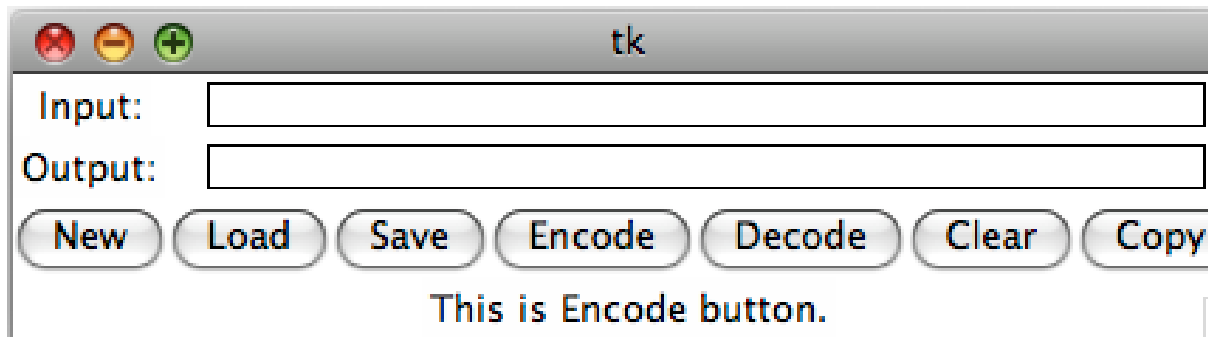 tk
Input:
Output:
New Load Save Encode Decode Clear Copy
This is Encode button.